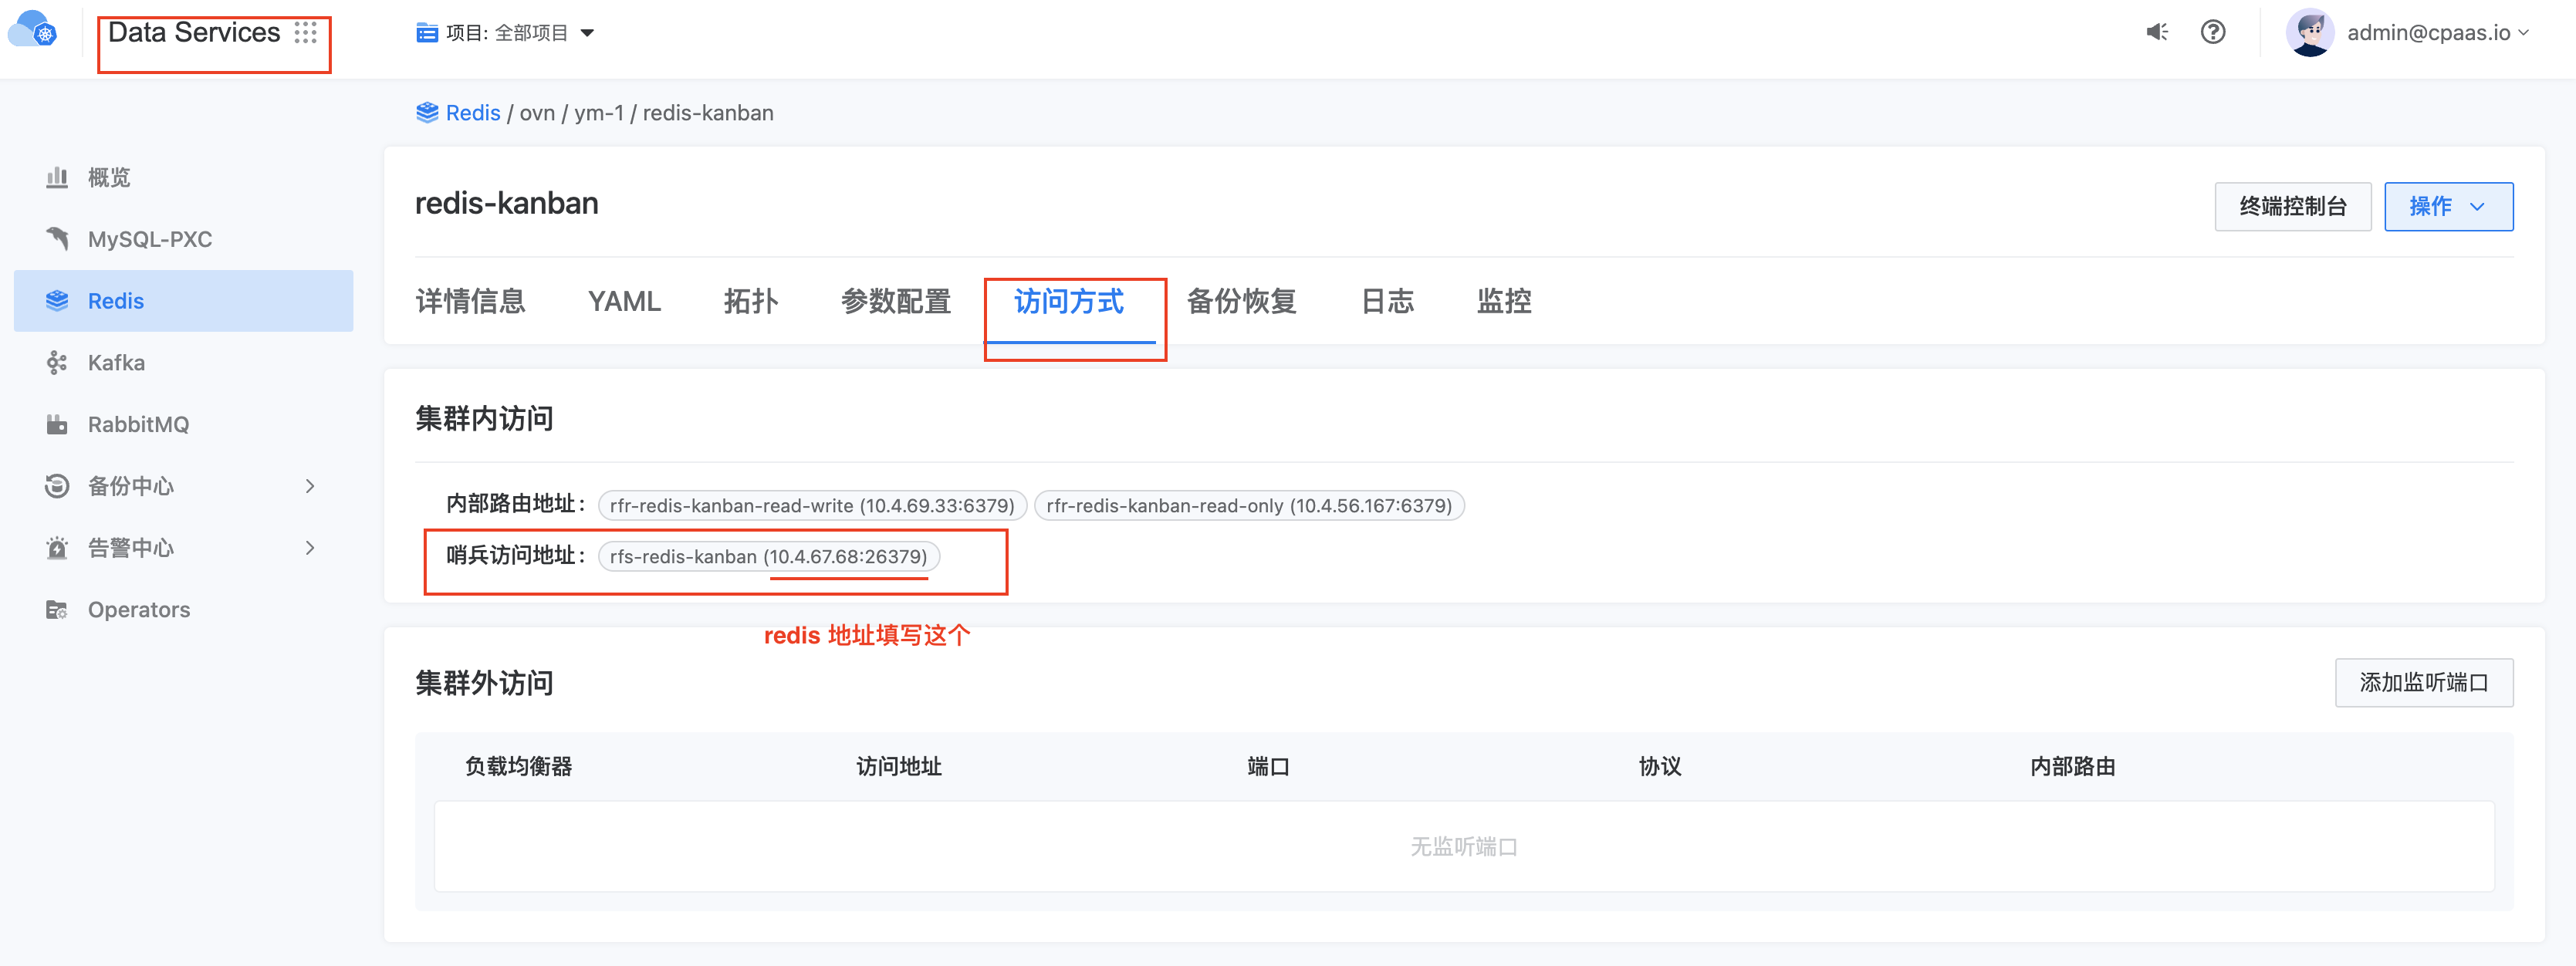 Data Services
项目: 全部项目
admin@cpaas.io
Redis / ovn / ym-1 / redis-kanban
概览
MySQL-PXC
Redis
Kafka
RabbitMQ
备份中心
告警中心
Operators
redis-kanban
终端控制台
操作
详情信息 YAML 拓扑 参数配置 访问方式 备份恢复 日志 监控
集群内访问
内部路由地址： rfr-redis-kanban-read-write (10.4.69.33:6379) rfr-redis-kanban-read-only (10.4.56.167:6379)
哨兵访问地址： rfs-redis-kanban (10.4.67.68:26379)
redis 地址填写这个
集群外访问
添加监听端口
负载均衡器 访问地址 端口 协议 内部路由
无监听端口